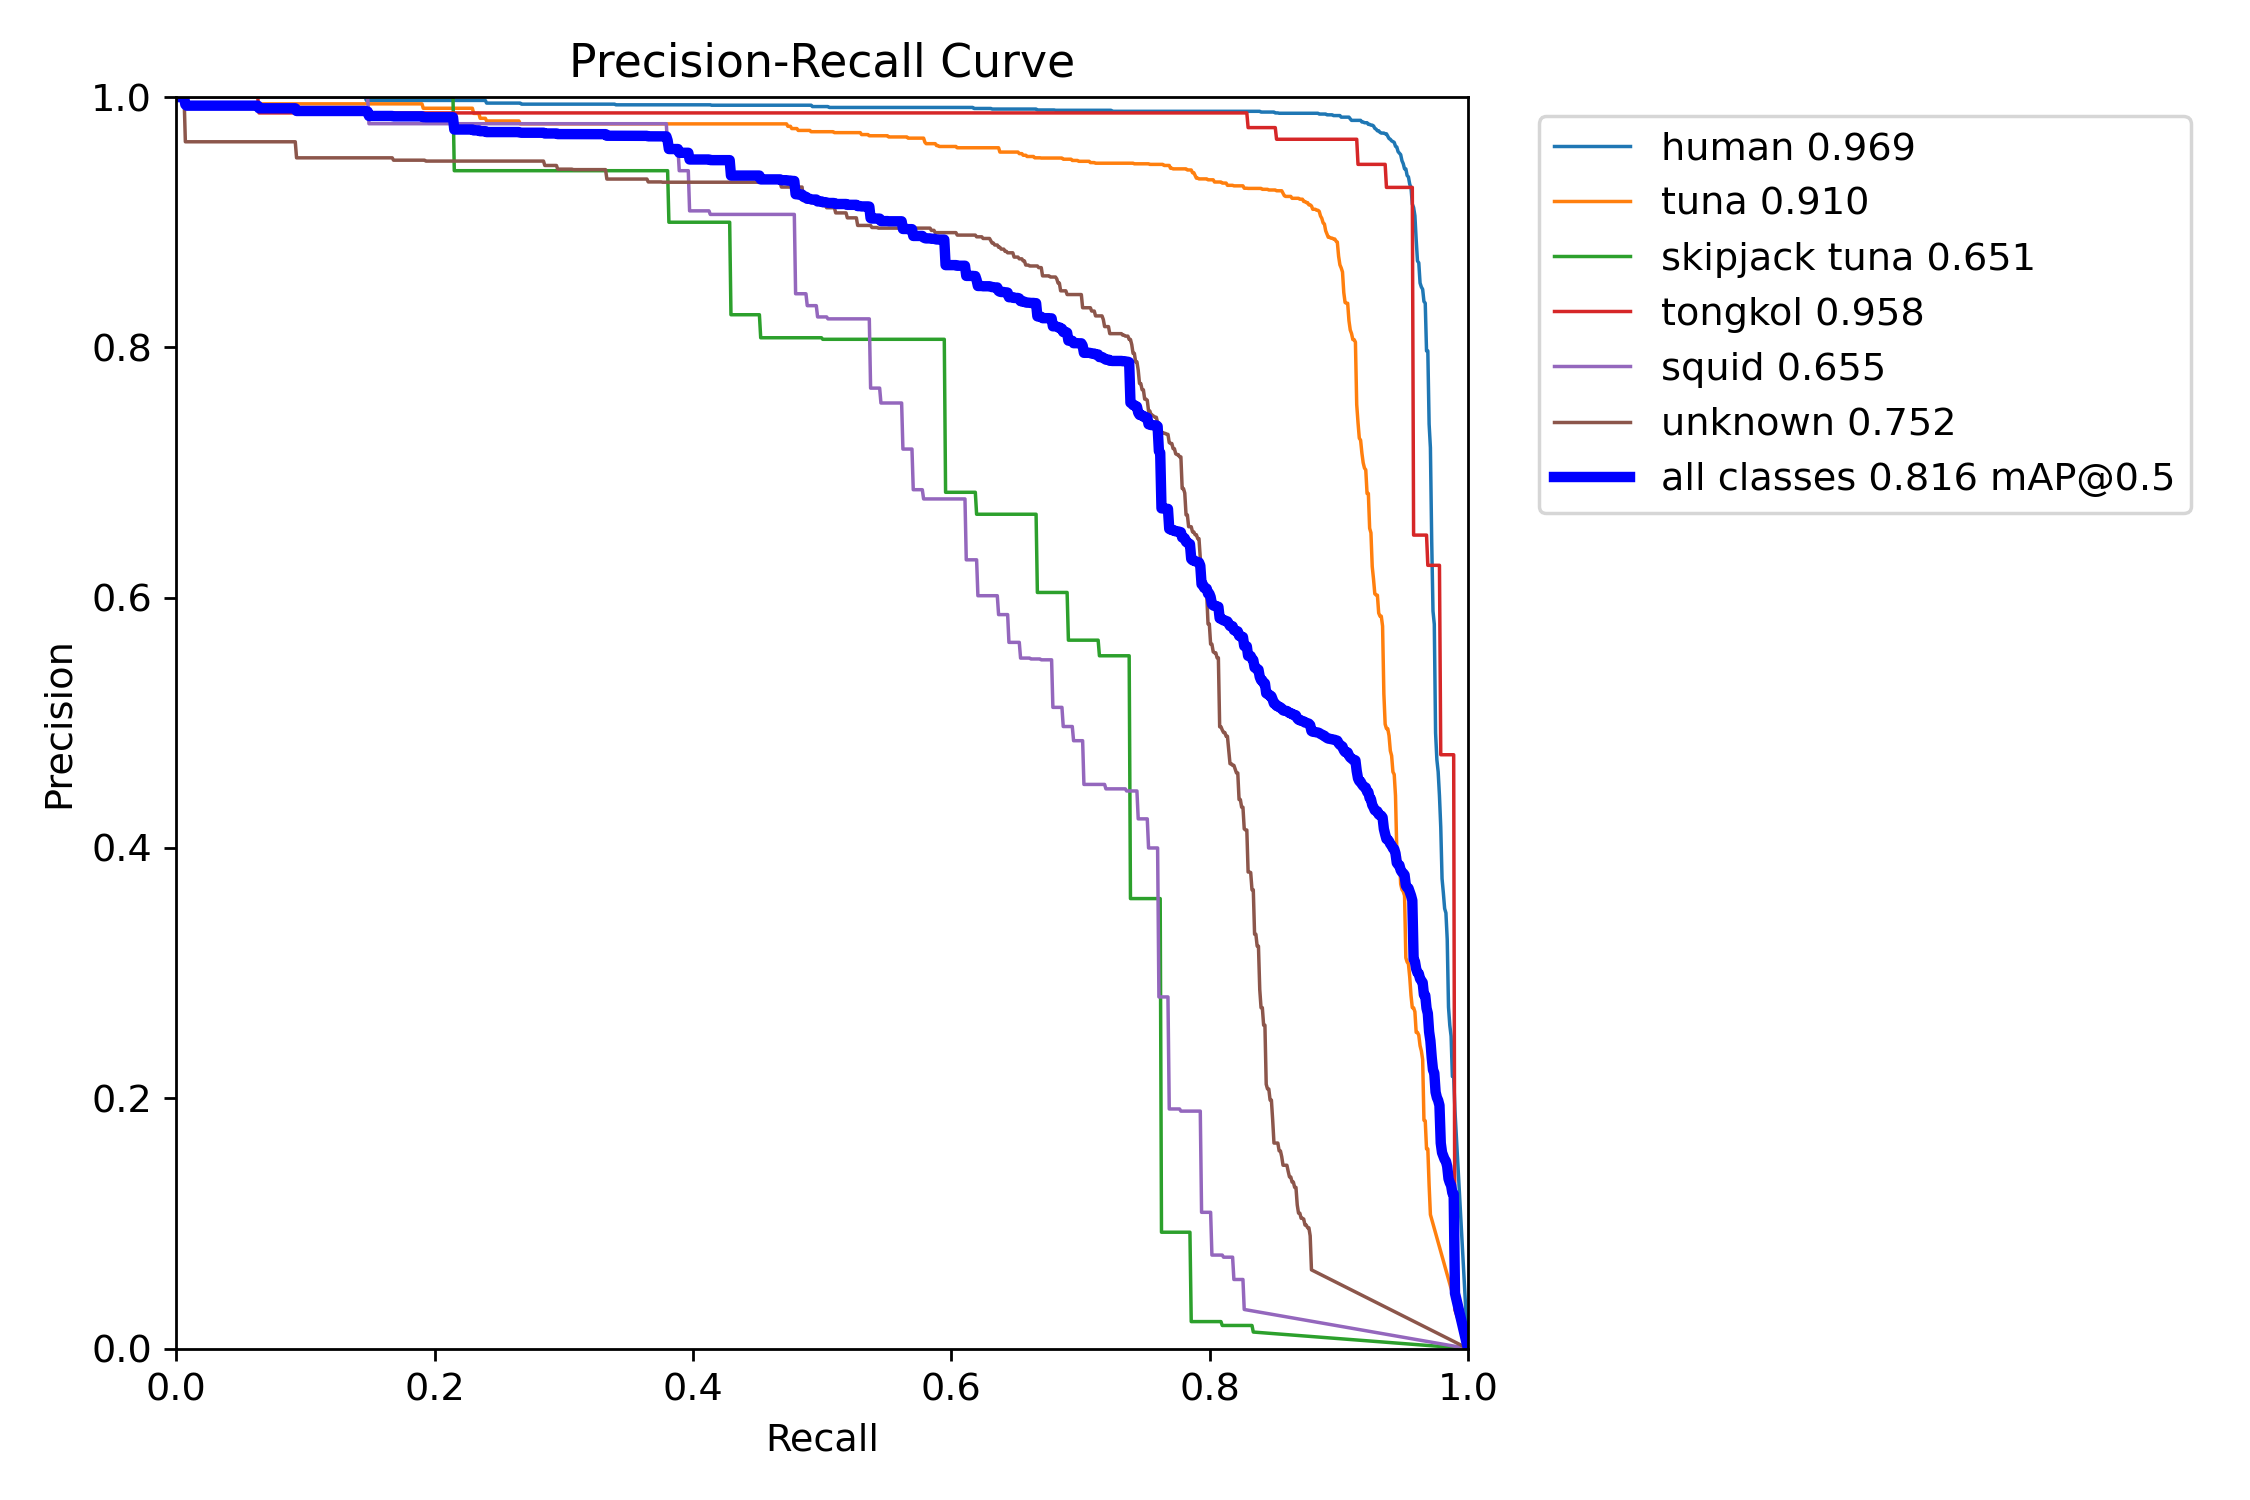 Precision-Recall Curve
1.0
0.8
0.6
0.4
0.2
0.0
Precision
0.0 0.2 0.4 0.6 0.8 1.0
Recall
human 0.969
tuna 0.910
skipjack tuna 0.651
tongkol 0.958
squid 0.655
unknown 0.752
all classes 0.816 mAP@0.5